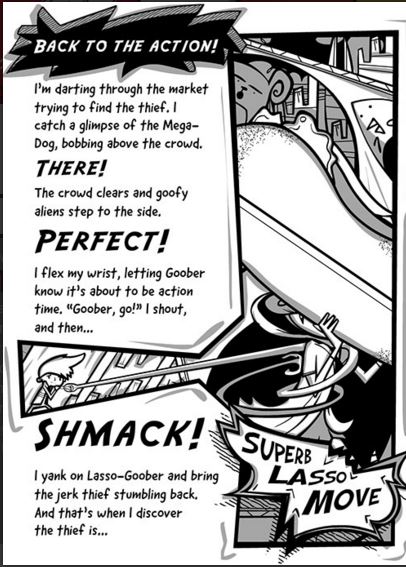 BACK TO THE ACTION!
I'm darting through the market
trying to find the thief. I
catch a glimpse of the Mega-
Dog, bobbing above the crowd.
THERE!
The crowd clears and goofy
aliens step to the side.
PERFECT!
I flex my wrist, letting Goober
know it's about to be action
time. "Goober, go!" I shout,
and then...
SHMACK!
I yank on Lasso-Goober and bring
the jerk thief stumbling back.
And that's when I discover
the thief is...
SUPERB
LASSO
MOVE